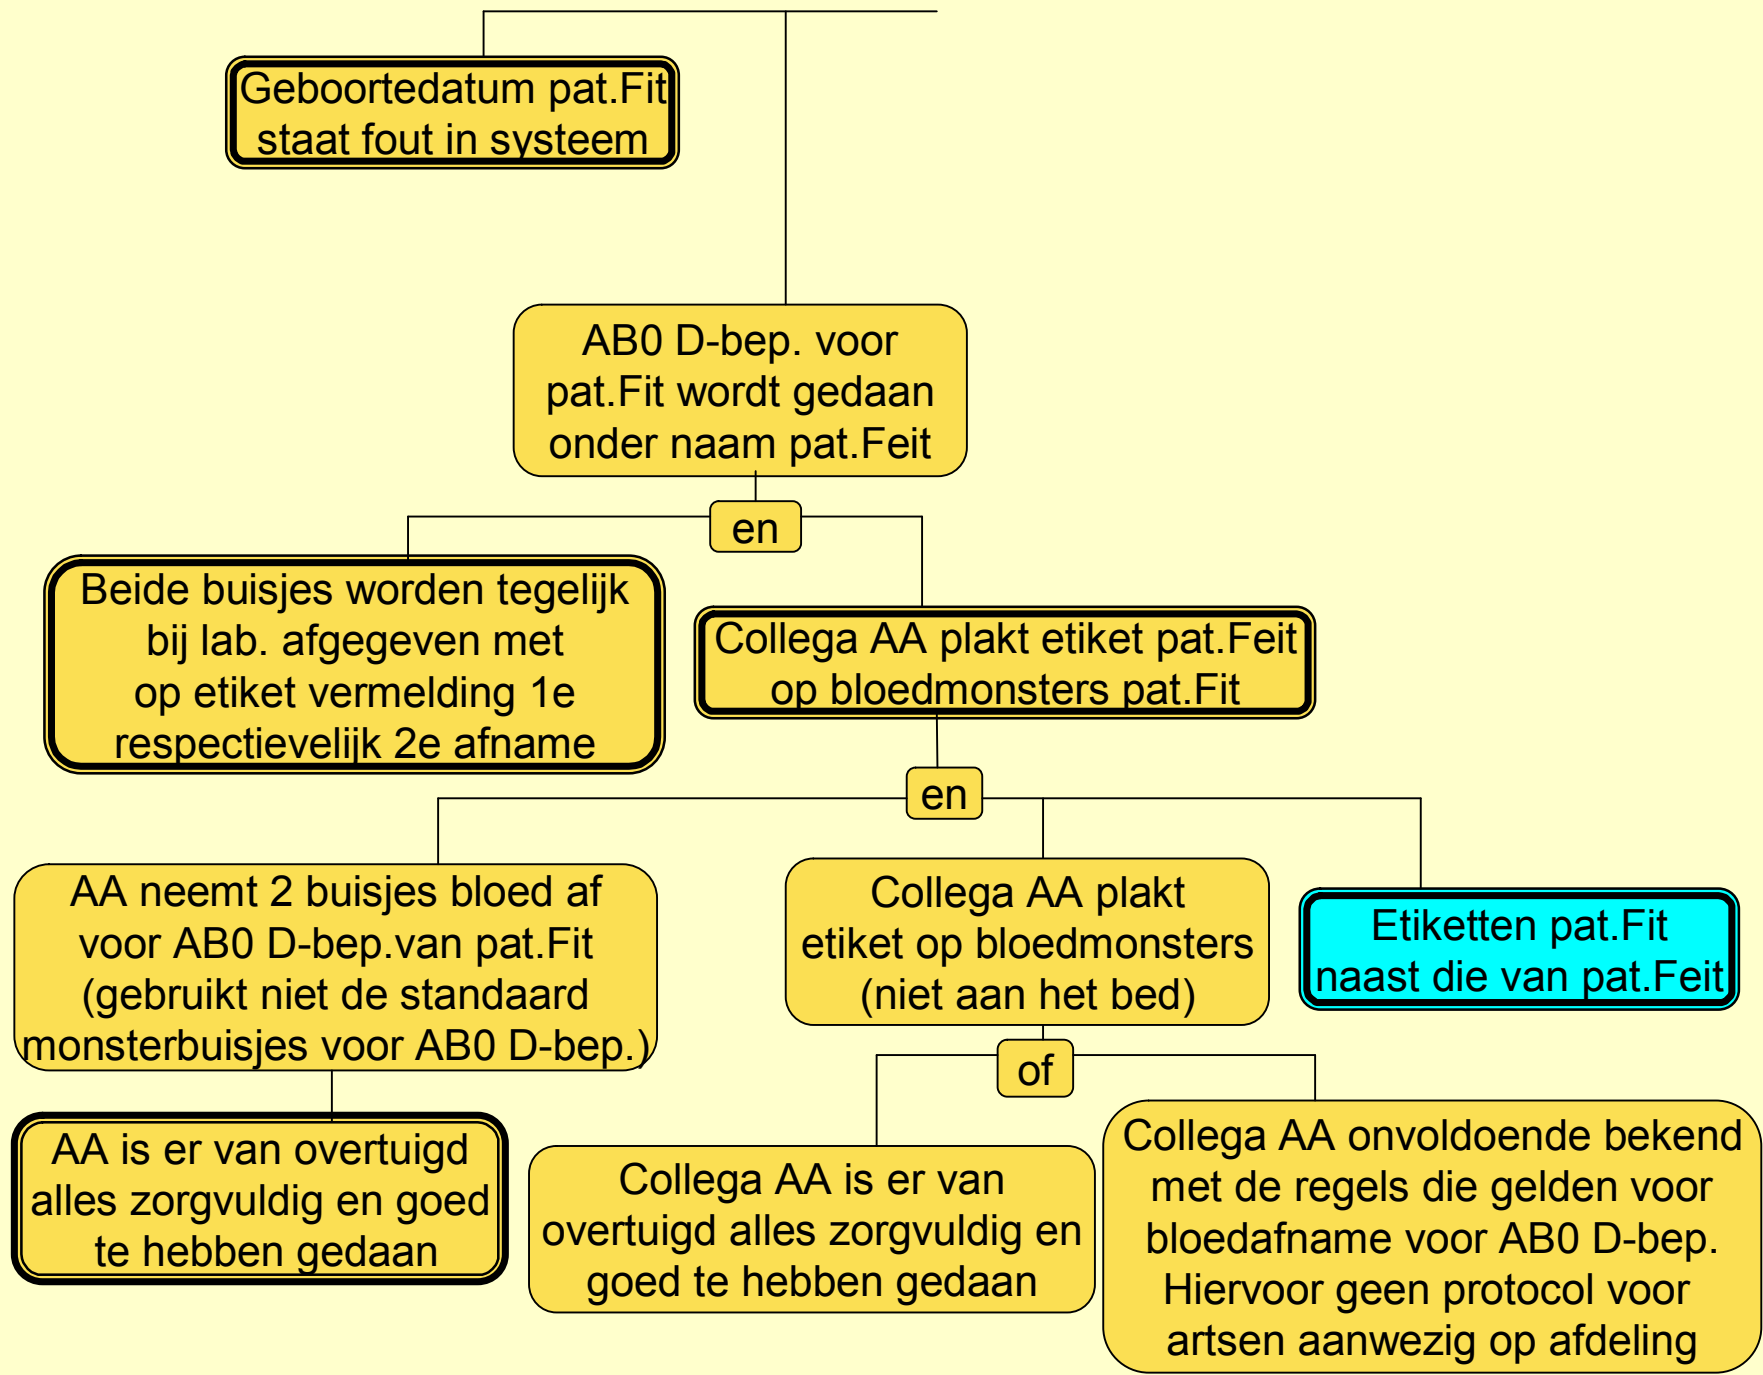 Geboortedatum pat.Fit
staat fout in systeem
AB0 D-bep. voor
pat.Fit wordt gedaan
onder naam pat.Feit
en
Beide buisjes worden tegelijk
bij lab. afgegeven met
op etiket vermelding 1e
respectievelijk 2e afname
Collega AA plakt etiket pat.Feit
op bloedmonsters pat.Fit
en
AA neemt 2 buisjes bloed af
voor AB0 D-bep.van pat.Fit
(gebruikt niet de standaard
monsterbuisjes voor AB0 D-bep.)
Collega AA plakt
etiket op bloedmonsters
(niet aan het bed)
Etiketten pat.Fit
naast die van pat.Feit
of
AA is er van overtuigd
alles zorgvuldig en goed
te hebben gedaan
Collega AA is er van
overtuigd alles zorgvuldig en
goed te hebben gedaan
Collega AA onvoldoende bekend
met de regels die gelden voor
bloedafname voor AB0 D-bep.
Hiervoor geen protocol voor
artsen aanwezig op afdeling